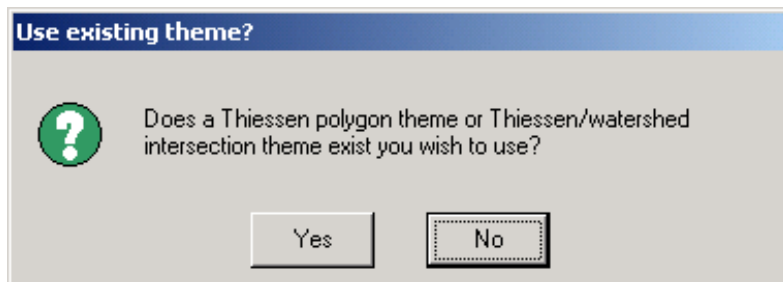 Use existing theme?
Does a Thiessen polygon theme or Thiessen/watershed
intersection theme exist you wish to use?
Yes No